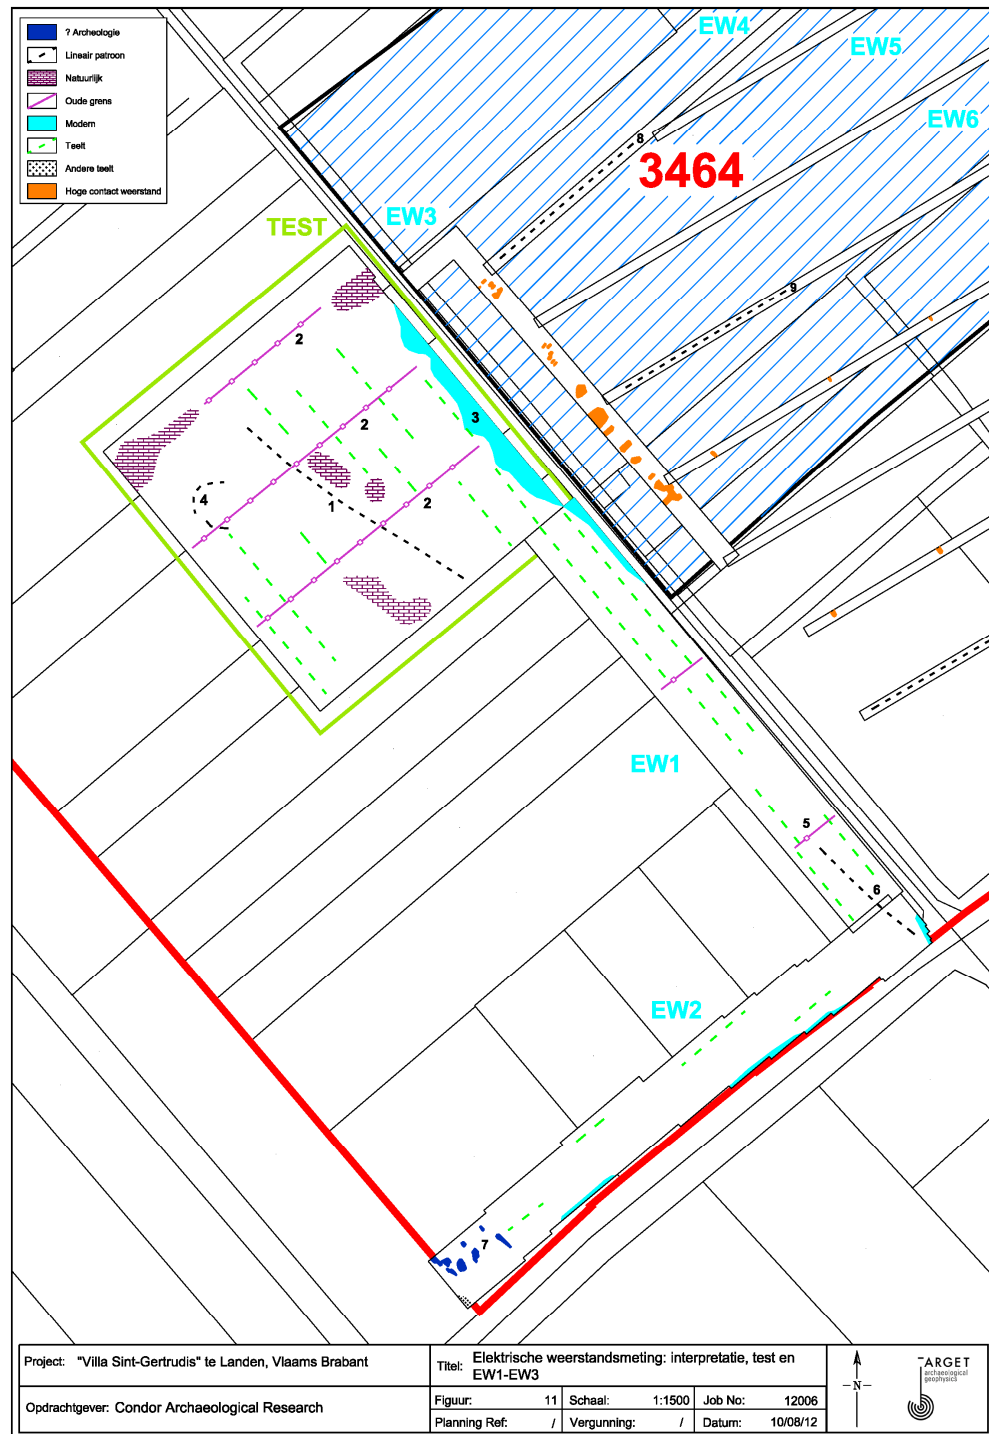 ? Archeologie
Lineair patroon
Natuurlijk
Oude grens
Modern
Teelt
Andere teelt
Hoge contact weerstand
EW4
EW5
EW6
8
3464
EW3
TEST
9
2
2
3
4
1
2
EW1
5
6
EW2
7
Project: "Villa Sint-Gertrudis" te Landen, Vlaams Brabant
Opdrachtgever: Condor Archaeological Research
Titel: Elektrische weerstandsmeting: interpretatie, test en
EW1-EW3
Figuur: 11 Schaal: 1:1500 Job No: 12006
Planning Ref: / Vergunning: / Datum: 10/08/12
N
TARGET
archaeological
geophysics